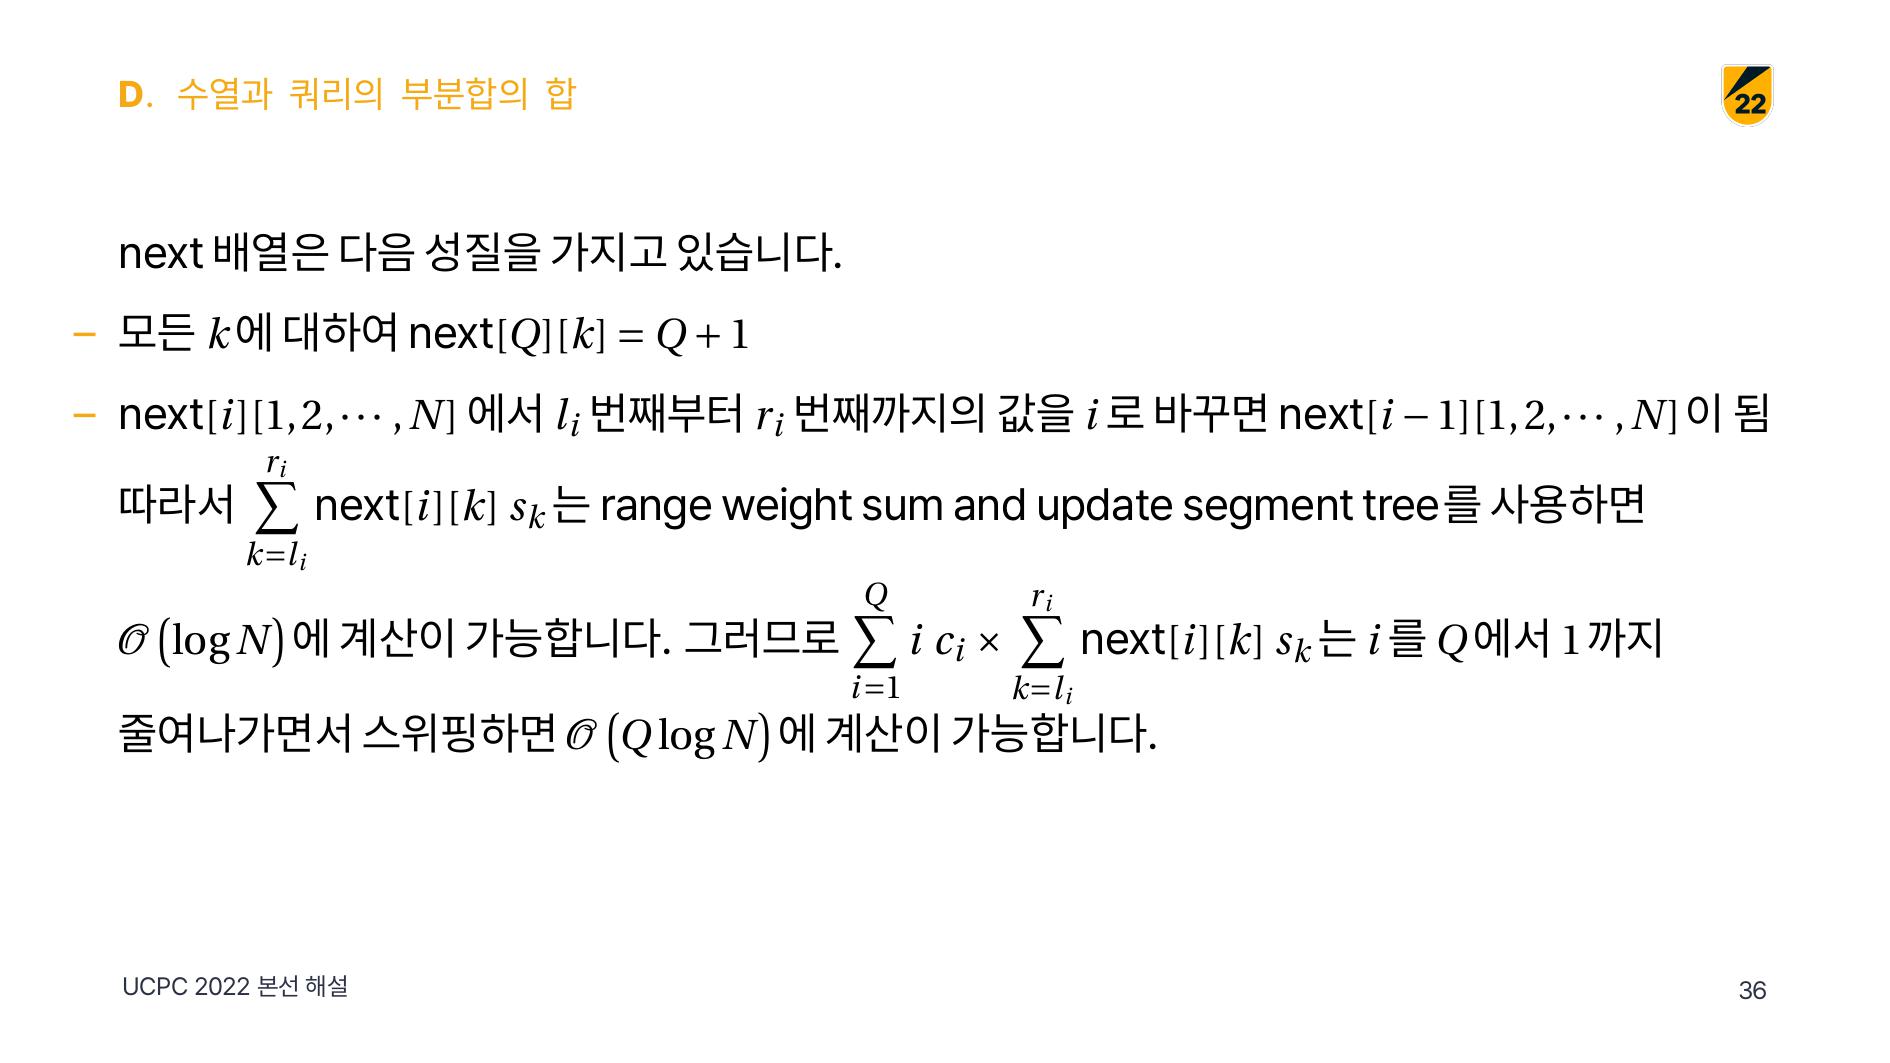 D. 수열과 쿼리의 부분합의 합
22
next 배열은 다음 성질을 가지고 있습니다.
– 모든 k에 대하여 next[Q][k] = Q + 1
– next[i][1,2,⋯,N] 에서 l_i 번째부터 r_i 번째까지의 값을 i 로 바꾸면 next[i − 1][1,2,⋯,N]이 됨
따라서 \sum_{k=l_i}^{r_i} next[i][k] s_k 는 range weight sum and update segment tree를 사용하면
𝒪 (log N)에 계산이 가능합니다. 그러므로 \sum_{i=1}^{Q} i c_i × \sum_{k=l_i}^{r_i} next[i][k] s_k 는 i 를 Q에서 1까지
줄여나가면서 스위핑하면 𝒪 (Q log N)에 계산이 가능합니다.
UCPC 2022 본선 해설
36